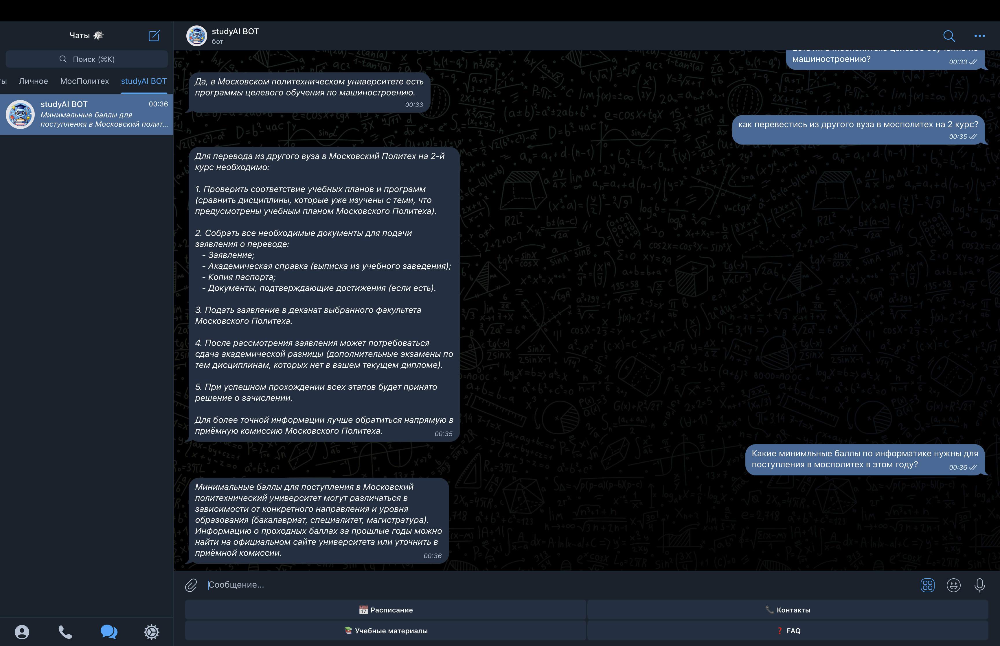 Чаты
Поиск (⌘K)
ты Личное МосПолитех studyAI BOT
studyAI BOT 00:36
Минимальные баллы для
поступления в Московский полит...
studyAI BOT
бот
машиностроению?
00:33
Да, в Московском политехническом университете есть
программы целевого обучения по машиностроению.
00:33
как перевестись из другого вуза в мосполитех на 2 курс?
00:35
Для перевода из другого вуза в Московский Политех на 2-й
курс необходимо:
1. Проверить соответствие учебных планов и программ
(сравнить дисциплины, которые уже изучены с теми, что
предусмотрены учебным планом Московского Политеха).
2. Собрать все необходимые документы для подачи
заявления о переводе:
- Заявление;
- Академическая справка (выписка из учебного заведения);
- Копия паспорта;
- Документы, подтверждающие достижения (если есть).
3. Подать заявление в деканат выбранного факультета
Московского Политеха.
4. После рассмотрения заявления может потребоваться
сдача академической разницы (дополнительные экзамены по
тем дисциплинам, которых нет в вашем текущем дипломе).
5. При успешном прохождении всех этапов будет принято
решение о зачислении.
Для более точной информации лучше обратиться напрямую в
приёмную комиссию Московского Политеха.
00:35
Какие минимльные баллы по информатике нужны для
поступления в мосполитех в этом году?
00:36
Минимальные баллы для поступления в Московский
политехнический университет могут различаться в
зависимости от конкретного направления и уровня
образования (бакалавриат, специалитет, магистратура).
Информацию о проходных баллах за прошлые годы можно
найти на официальном сайте университета или уточнить в
приёмной комиссии.
00:36
Сообщение...
17 Расписание
Контакты
Учебные материалы
❓ FAQ